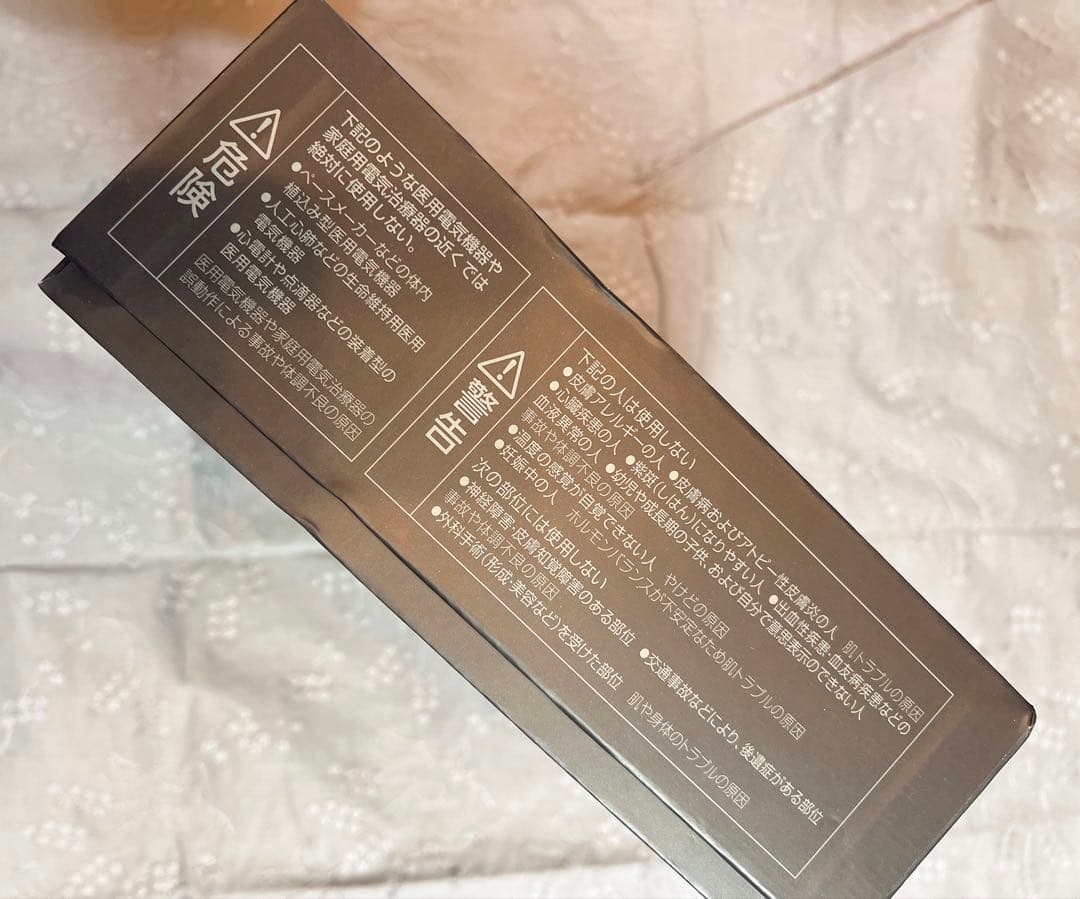 危険
下記のような医用電気機器や
家庭用電気治療器の近くでは
絶対に使用しない。
●ペースメーカーなどの体内
植込み型医用電気機器
●人工心肺などの生命維持用医用
電気機器
●心電計や点滴器などの装着型の
医用電気機器
医用電気機器や家庭用電気治療器の
誤動作による事故や体調不良の原因
警告
下記の人は使用しない
●皮膚アレルギーの人 ●皮膚病およびアトピー性皮膚炎の人 肌トラブルの原因
●心臓疾患の人 ●紫斑(しはん)になりやすい人 ●出血性疾患・血友病疾患などの
血液異常の人 ●幼児や成長期の子供、および自分で意思表示のできない人
事故や体調不良の原因
●温度の感覚が自覚できない人 やけどの原因
●妊娠中の人 ホルモンバランスが不安定なため肌トラブルの原因
次の部位には使用しない
●神経障害・皮膚知覚障害のある部位 ●交通事故などにより、後遺症がある部位
事故や体調不良の原因
●外科手術(形成・美容など)を受けた部位 肌や身体のトラブルの原因